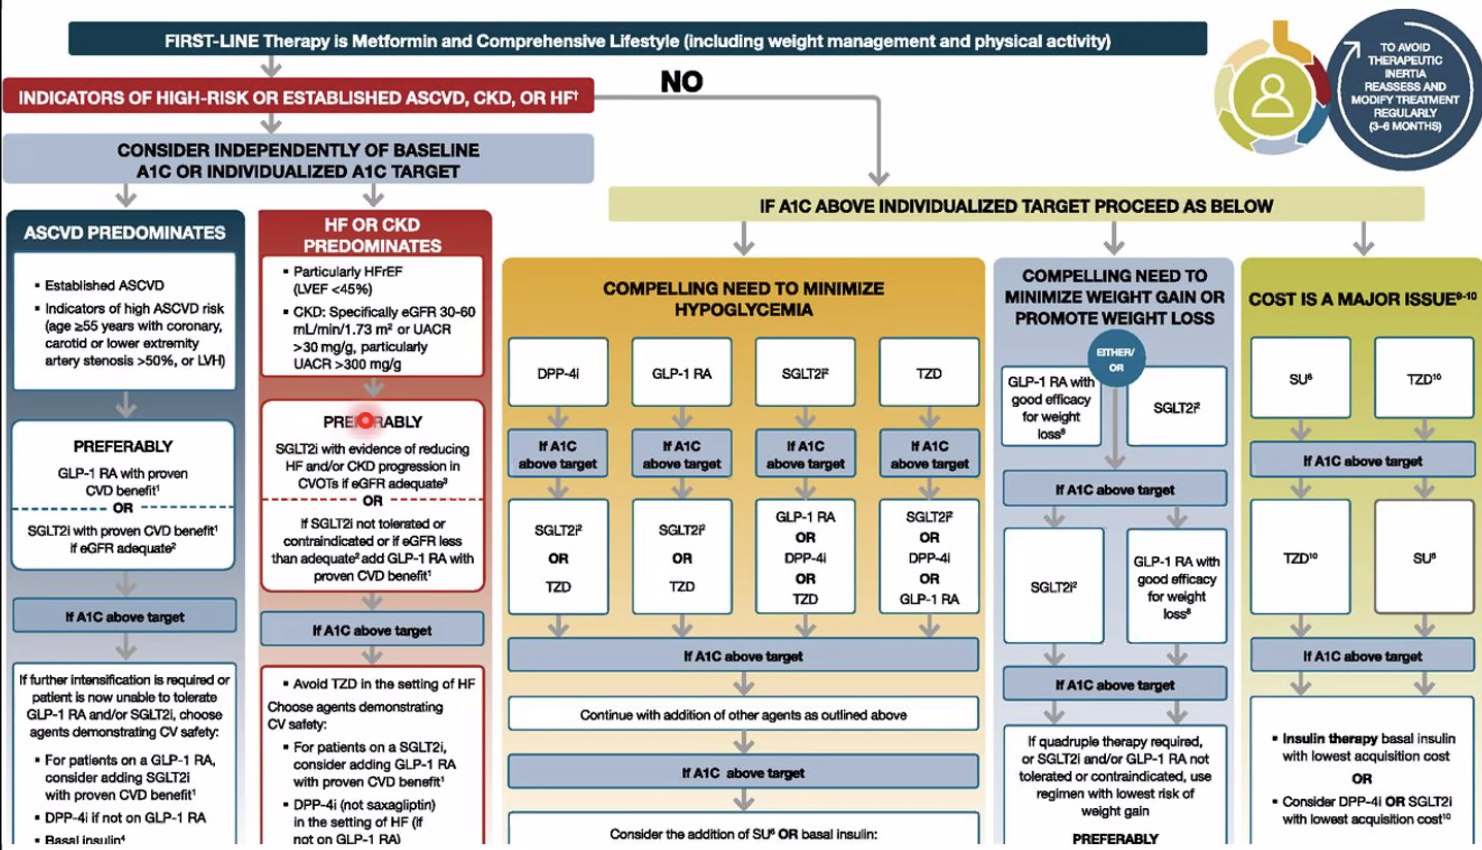 FIRST-LINE Therapy is Metformin and Comprehensive Lifestyle (including weight management and physical activity)
TO AVOID
THERAPEUTIC
INERTIA
REASSESS AND
MODIFY TREATMENT
REGULARLY
(3–6 MONTHS)
INDICATORS OF HIGH-RISK OR ESTABLISHED ASCVD, CKD, OR HF†
NO
CONSIDER INDEPENDENTLY OF BASELINE
A1C OR INDIVIDUALIZED A1C TARGET
IF A1C ABOVE INDIVIDUALIZED TARGET PROCEED AS BELOW
ASCVD PREDOMINATES
▪ Established ASCVD
▪ Indicators of high ASCVD risk
(age ≥55 years with coronary,
carotid or lower extremity
artery stenosis >50%, or LVH)
PREFERABLY
GLP-1 RA with proven
CVD benefit¹
OR
SGLT2i with proven CVD benefit¹
if eGFR adequate²
If A1C above target
If further intensification is required or
patient is now unable to tolerate
GLP-1 RA and/or SGLT2i, choose
agents demonstrating CV safety:
▪ For patients on a GLP-1 RA,
consider adding SGLT2i
with proven CVD benefit¹
▪ DPP-4i if not on GLP-1 RA
▪ Basal insulin⁴
HF OR CKD
PREDOMINATES
▪ Particularly HFrEF
(LVEF <45%)
▪ CKD: Specifically eGFR 30-60
mL/min/1.73 m² or UACR
>30 mg/g, particularly
UACR >300 mg/g
PREFERABLY
SGLT2i with evidence of reducing
HF and/or CKD progression in
CVOTs if eGFR adequate³
OR
If SGLT2i not tolerated or
contraindicated or if eGFR less
than adequate² add GLP-1 RA with
proven CVD benefit¹
If A1C above target
▪ Avoid TZD in the setting of HF
Choose agents demonstrating
CV safety:
▪ For patients on a SGLT2i,
consider adding GLP-1 RA
with proven CVD benefit¹
▪ DPP-4i (not saxagliptin)
in the setting of HF (if
not on GLP-1 RA)
COMPELLING NEED TO MINIMIZE
HYPOGLYCEMIA
DPP-4i
GLP-1 RA
SGLT2i²
TZD
If A1C
above target
If A1C
above target
If A1C
above target
If A1C
above target
SGLT2i²
OR
TZD
SGLT2i²
OR
TZD
GLP-1 RA
OR
DPP-4i
OR
TZD
SGLT2i²
OR
DPP-4i
OR
GLP-1 RA
If A1C above target
Continue with addition of other agents as outlined above
If A1C above target
Consider the addition of SU⁶ OR basal insulin:
COMPELLING NEED TO
MINIMIZE WEIGHT GAIN OR
PROMOTE WEIGHT LOSS
EITHER/
OR
GLP-1 RA with
good efficacy
for weight
loss⁸
SGLT2i²
If A1C above target
SGLT2i²
GLP-1 RA with
good efficacy
for weight
loss⁸
If A1C above target
If quadruple therapy required,
or SGLT2i and/or GLP-1 RA not
tolerated or contraindicated, use
regimen with lowest risk of
weight gain
PREFERABLY
COST IS A MAJOR ISSUE⁹⁻¹⁰
SU⁶
TZD¹⁰
If A1C above target
TZD¹⁰
SU⁶
If A1C above target
▪ Insulin therapy basal insulin
with lowest acquisition cost
OR
▪ Consider DPP-4i OR SGLT2i
with lowest acquisition cost¹⁰